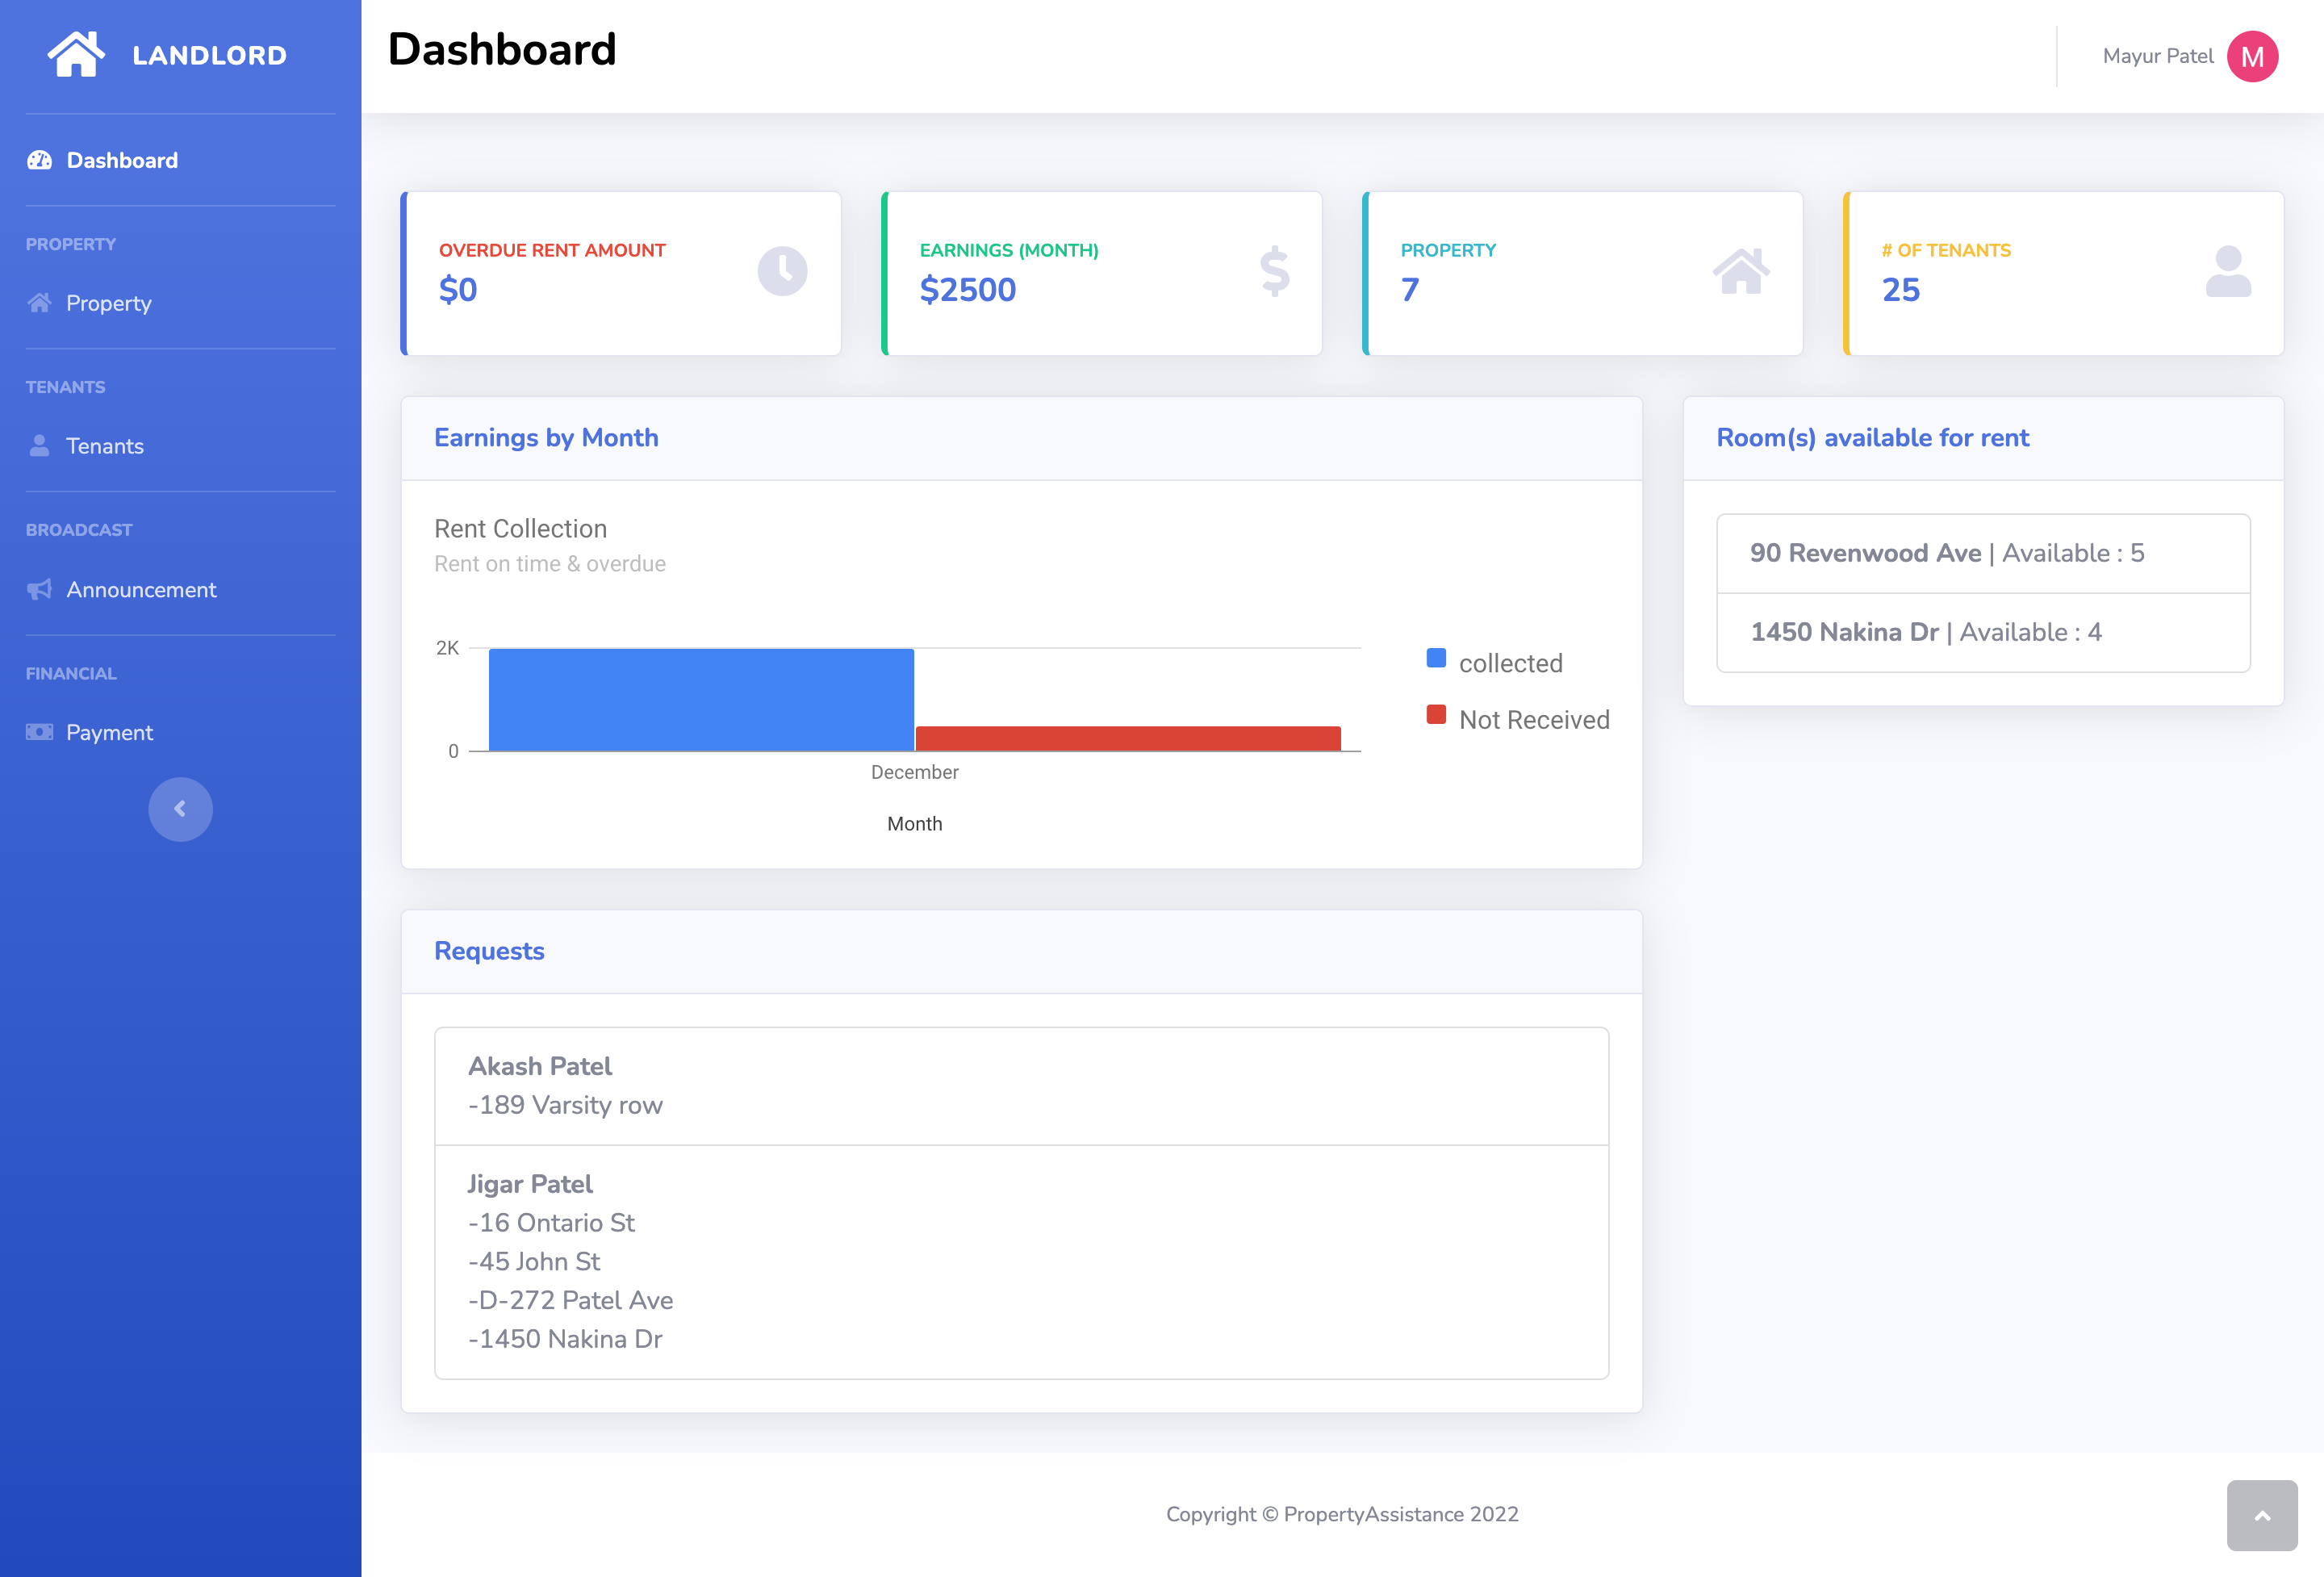 LANDLORD
Dashboard
PROPERTY
Property
TENANTS
Tenants
BROADCAST
Announcement
FINANCIAL
Payment
Dashboard
Mayur Patel
M
OVERDUE RENT AMOUNT
$0
EARNINGS (MONTH)
$2500
PROPERTY
7
# OF TENANTS
25
Earnings by Month
Rent Collection
Rent on time & overdue
2K
0
December
Month
collected
Not Received
Room(s) available for rent
90 Revenwood Ave | Available : 5
1450 Nakina Dr | Available : 4
Requests
Akash Patel
-189 Varsity row
Jigar Patel
-16 Ontario St
-45 John St
-D-272 Patel Ave
-1450 Nakina Dr
Copyright © PropertyAssistance 2022